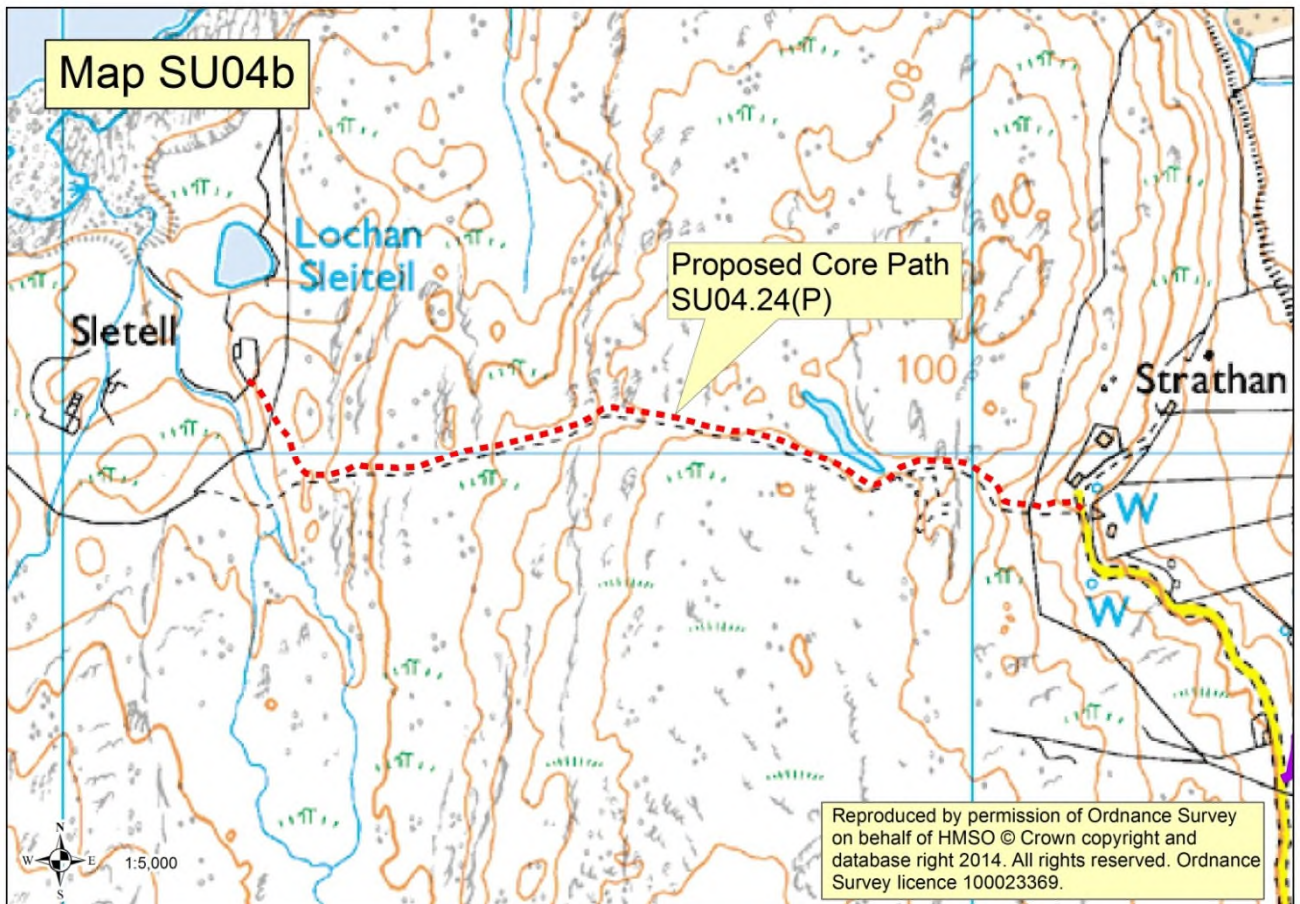 Map SU04b
80
Lochan
Sleiteil
Proposed Core Path
SU04.24(P)
Sletell
100
Strathan
W
W
N
W E
S
1:5,000
Reproduced by permission of Ordnance Survey
on behalf of HMSO © Crown copyright and
database right 2014. All rights reserved. Ordnance
Survey licence 100023369.